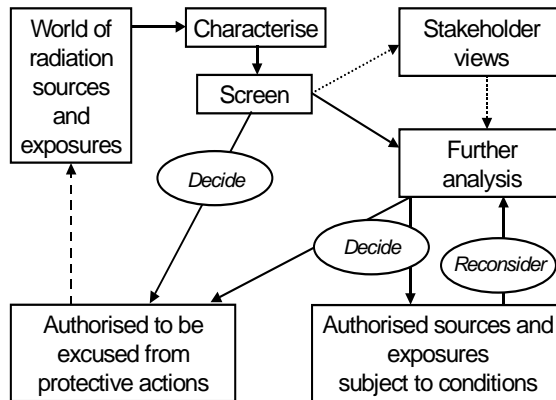 World of
radiation
sources
and
exposures
Characterise
Screen
Stakeholder
views
Decide
Further
analysis
Decide
Reconsider
Authorised to be
excused from
protective actions
Authorised sources and
exposures
subject to conditions